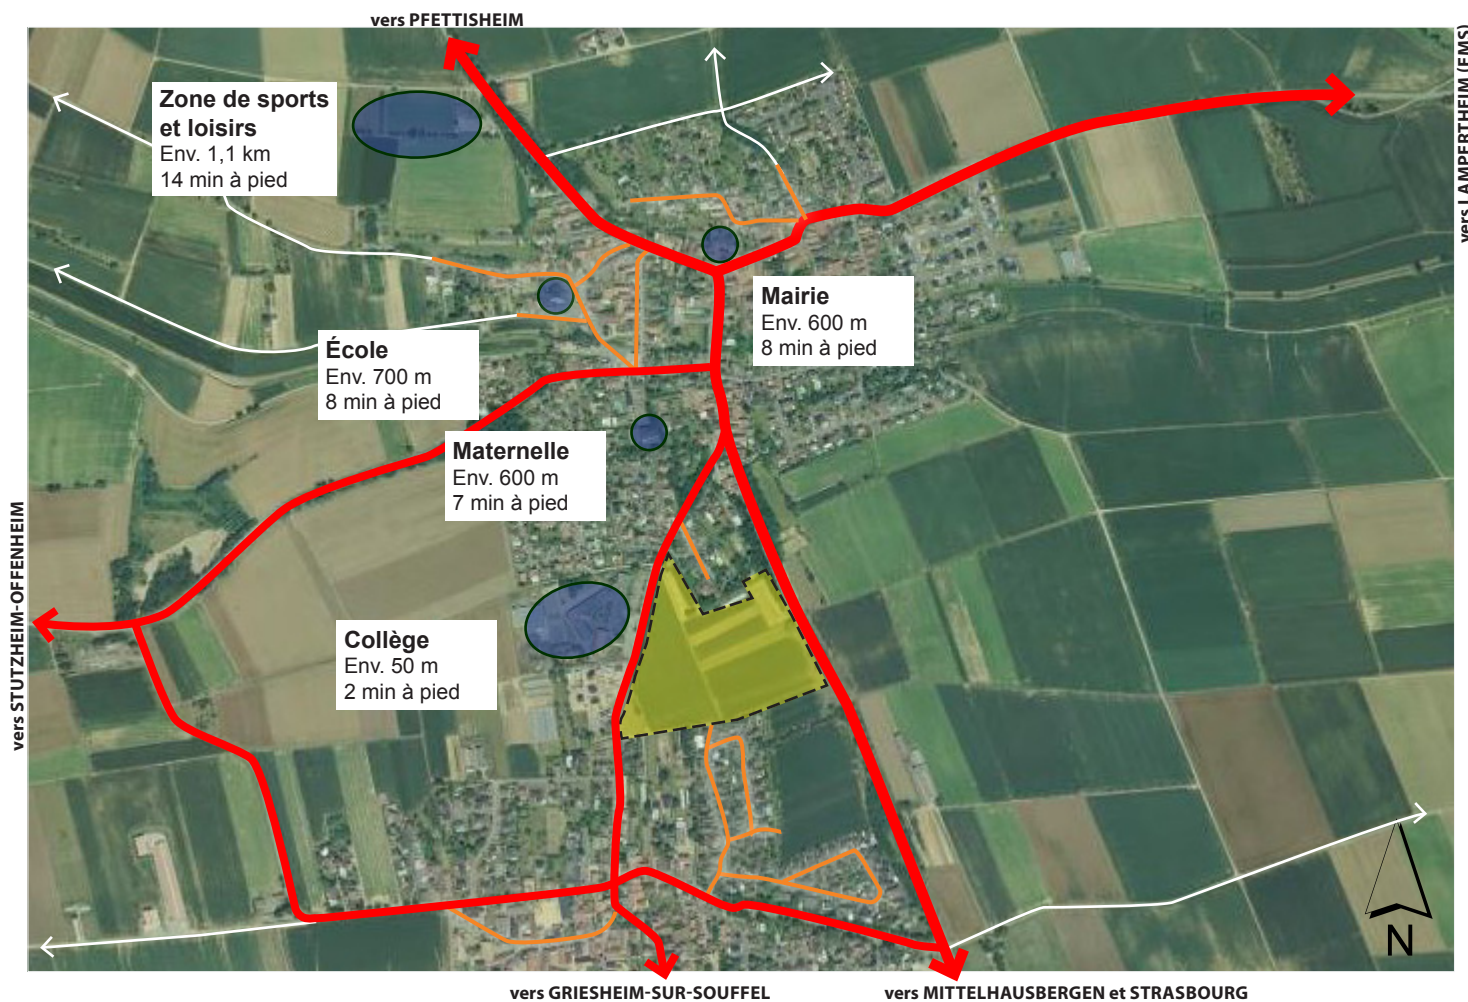 vers PFETTISHEIM
vers LAMPERTHEIM (EMS)
Zone de sports
et loisirs
Env. 1,1 km
14 min à pied
Mairie
Env. 600 m
8 min à pied
École
Env. 700 m
8 min à pied
Maternelle
Env. 600 m
7 min à pied
vers STUTZHEIM-OFFENHEIM
Collège
Env. 50 m
2 min à pied
N
vers GRIESHEIM-SUR-SOUFFEL
vers MITTELHAUSBERGEN et STRASBOURG